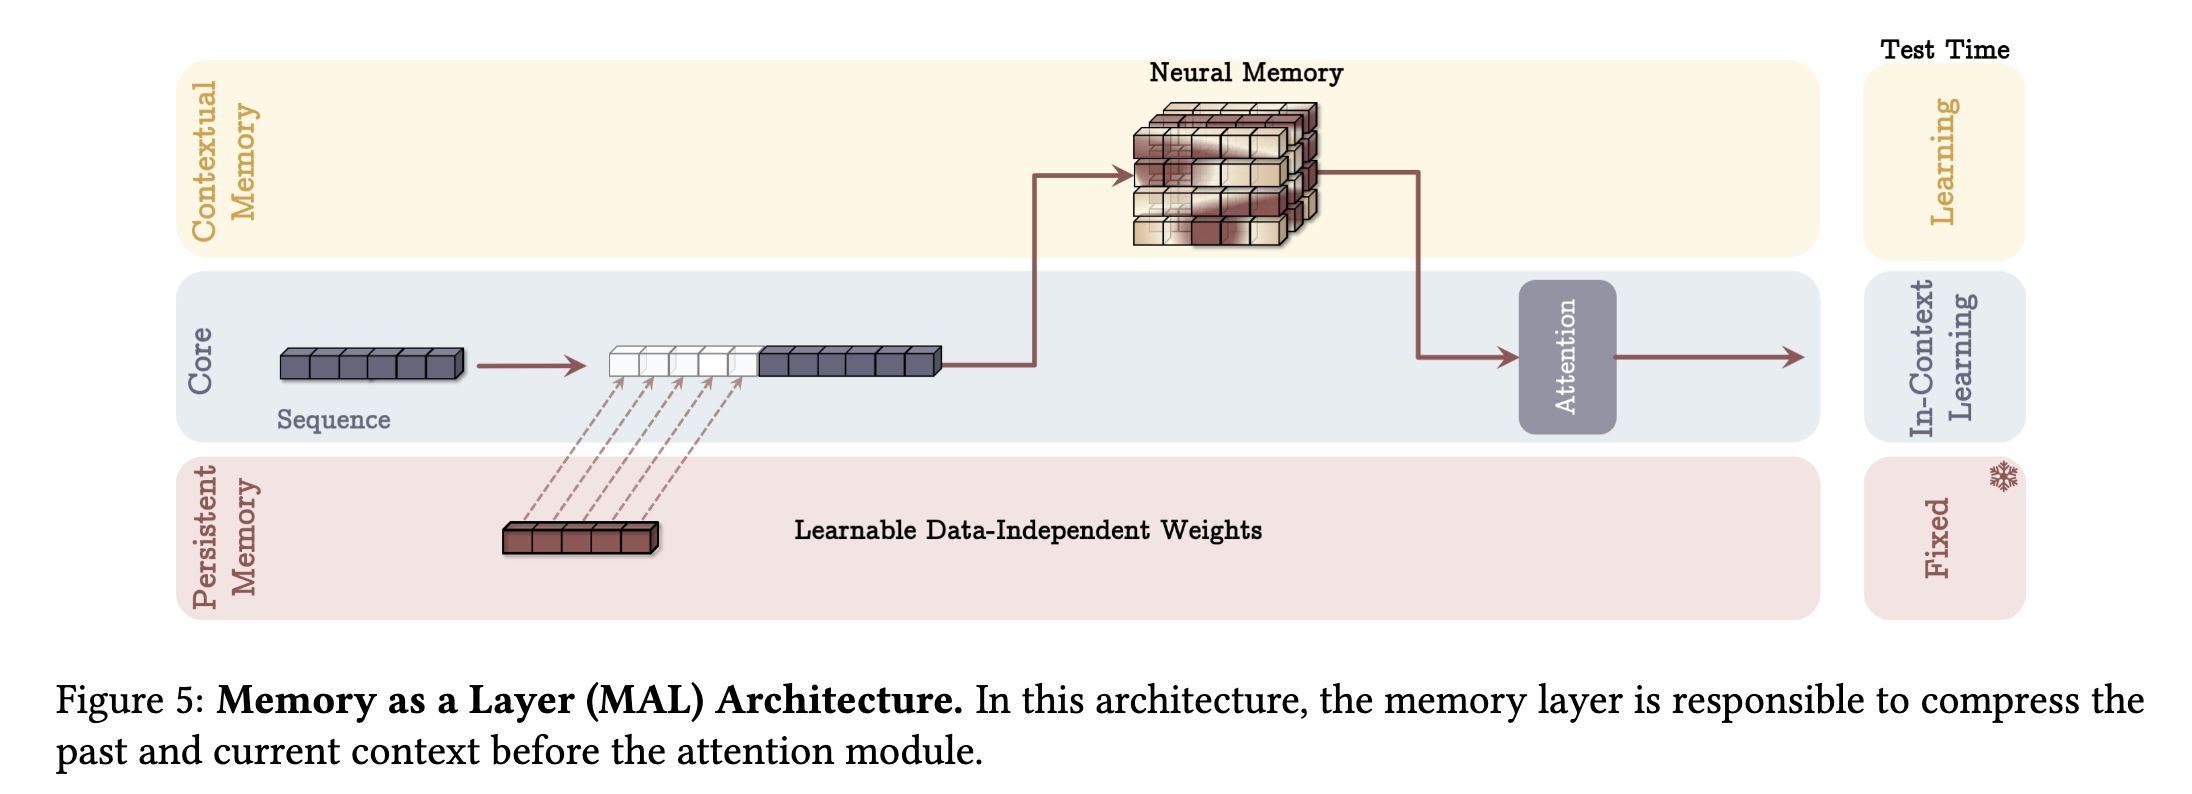 Test Time
Neural Memory
Contextual
Memory
Learning
Core
Sequence
Attention
In-Context
Learning
Persistent
Memory
Learnable Data-Independent Weights
Fixed
Figure 5: Memory as a Layer (MAL) Architecture. In this architecture, the memory layer is responsible to compress the
past and current context before the attention module.